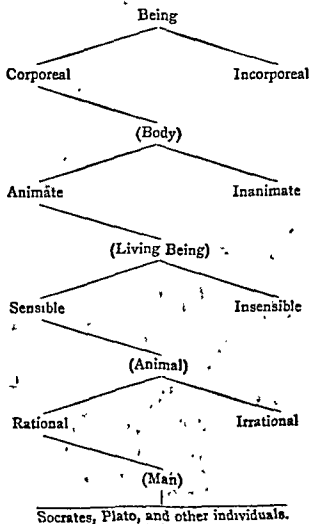 Being
Corporeal Incorporeal
(Body)
Animate Inanimate
(Living Being)
Sensible Insensible
(Animal)
Rational Irrational
(Man)
Socrates, Plato, and other individuals.